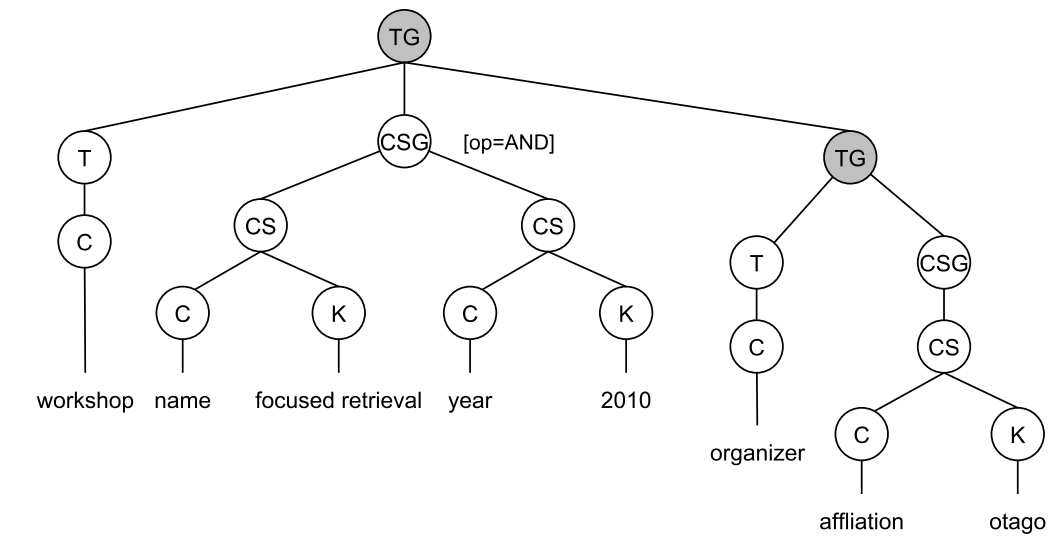 TG
CSG [op=AND]
T TG
CS CS
C
T CSG
C K C K
C CS
workshop name focused retrieval year 2010
C K
organizer
affliation otago